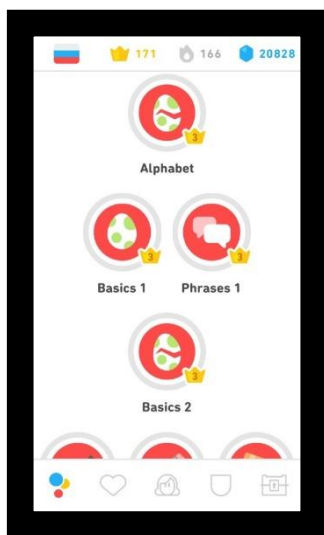 171 166 20828
3
Alphabet
3 3
Basics 1 Phrases 1
3
Basics 2